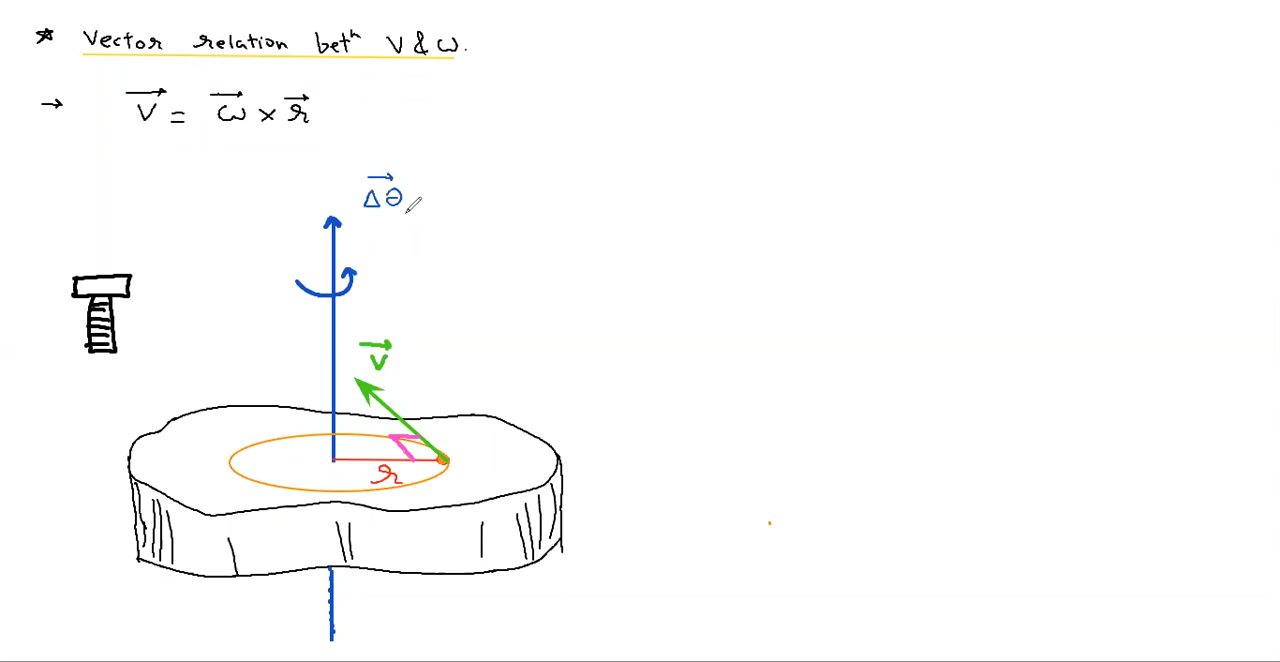 * Vector relation betⁿ V & ω.
→ V⃗ = ω⃗ × r⃗
Δθ⃗
V⃗
r